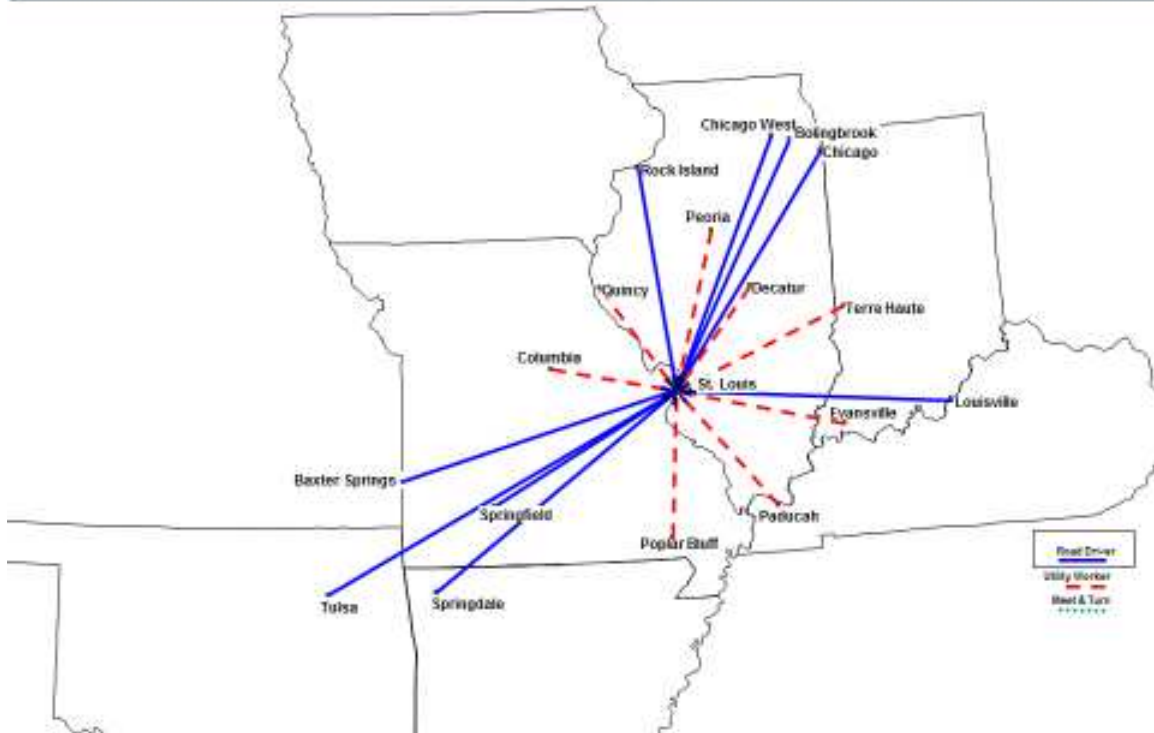 Chicago West
Bolingbrook
Chicago
Rock Island
Peoria
Quincy
Decatur
Terre Haute
Columbia
St. Louis
Louisville
Evansville
Baxter Springs
Springfield
Paducah
Poplar Bluff
Tulsa
Springdale
Road Driver
Utility Worker
Meet & Turn